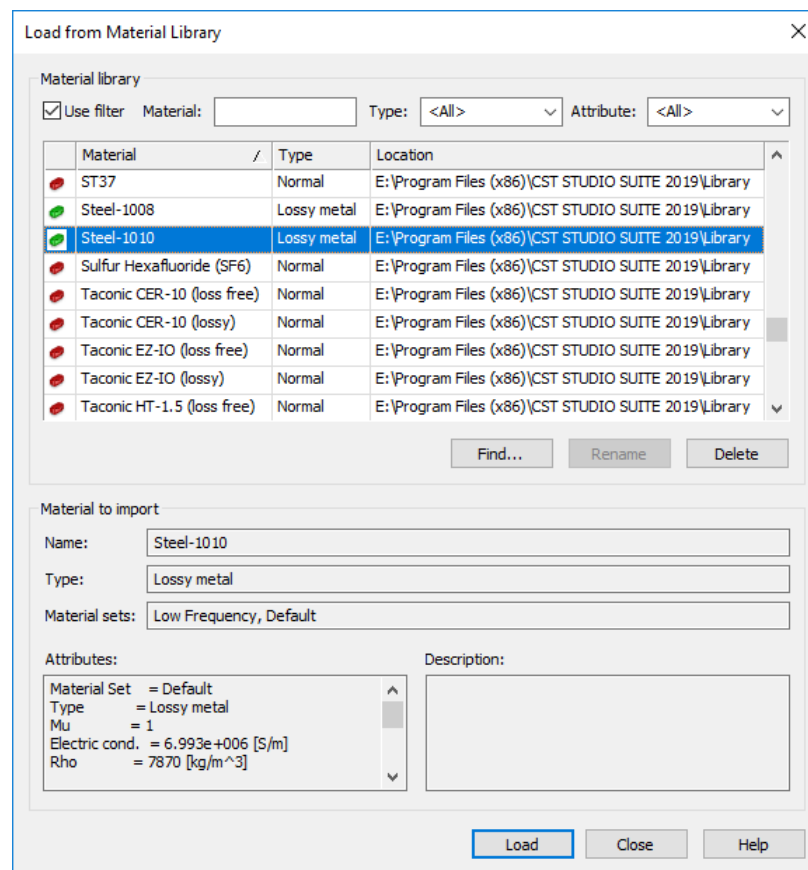 Load from Material Library
Material library
Use filter Material: Type: <All> Attribute: <All>
Material / Type Location
ST37 Normal E:\Program Files (x86)\CST STUDIO SUITE 2019\Library
Steel-1008 Lossy metal E:\Program Files (x86)\CST STUDIO SUITE 2019\Library
Steel-1010 Lossy metal E:\Program Files (x86)\CST STUDIO SUITE 2019\Library
Sulfur Hexafluoride (SF6) Normal E:\Program Files (x86)\CST STUDIO SUITE 2019\Library
Taconic CER-10 (loss free) Normal E:\Program Files (x86)\CST STUDIO SUITE 2019\Library
Taconic CER-10 (lossy) Normal E:\Program Files (x86)\CST STUDIO SUITE 2019\Library
Taconic EZ-IO (loss free) Normal E:\Program Files (x86)\CST STUDIO SUITE 2019\Library
Taconic EZ-IO (lossy) Normal E:\Program Files (x86)\CST STUDIO SUITE 2019\Library
Taconic HT-1.5 (loss free) Normal E:\Program Files (x86)\CST STUDIO SUITE 2019\Library
Find... Rename Delete
Material to import
Name: Steel-1010
Type: Lossy metal
Material sets: Low Frequency, Default
Attributes: Description:
Material Set = Default
Type = Lossy metal
Mu = 1
Electric cond. = 6.993e+006 [S/m]
Rho = 7870 [kg/m^3]
Load Close Help